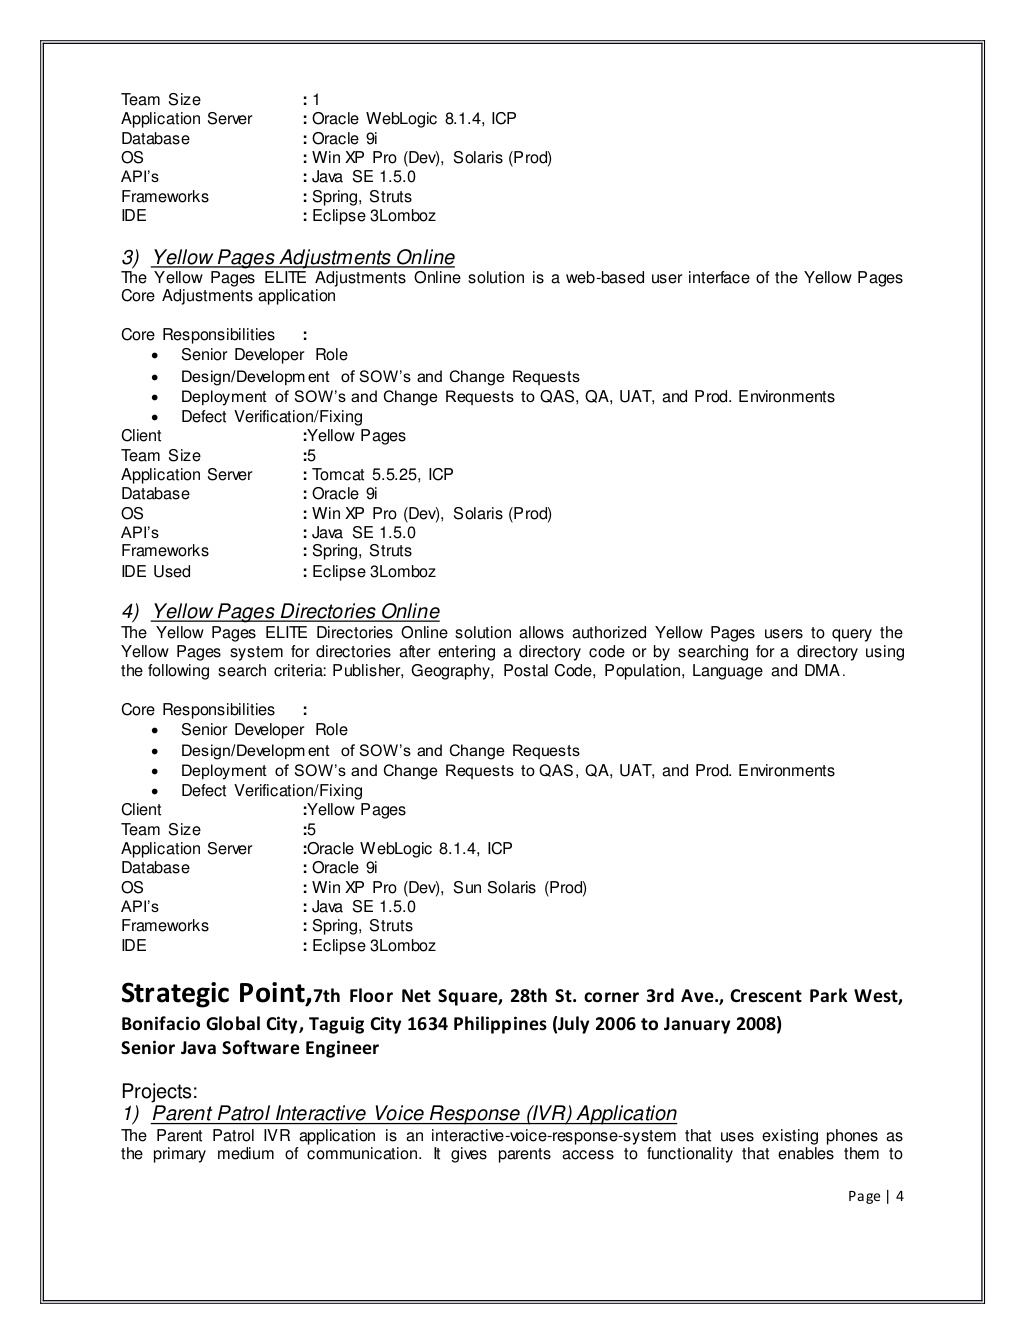 Team Size : 1
Application Server : Oracle WebLogic 8.1.4, ICP
Database : Oracle 9i
OS : Win XP Pro (Dev), Solaris (Prod)
API's : Java SE 1.5.0
Frameworks : Spring, Struts
IDE : Eclipse 3Lomboz
3) Yellow Pages Adjustments Online
The Yellow Pages ELITE Adjustments Online solution is a web-based user interface of the Yellow Pages
Core Adjustments application
Core Responsibilities :
• Senior Developer Role
• Design/Development of SOW's and Change Requests
• Deployment of SOW's and Change Requests to QAS, QA, UAT, and Prod. Environments
• Defect Verification/Fixing
Client :Yellow Pages
Team Size :5
Application Server : Tomcat 5.5.25, ICP
Database : Oracle 9i
OS : Win XP Pro (Dev), Solaris (Prod)
API's : Java SE 1.5.0
Frameworks : Spring, Struts
IDE Used : Eclipse 3Lomboz
4) Yellow Pages Directories Online
The Yellow Pages ELITE Directories Online solution allows authorized Yellow Pages users to query the
Yellow Pages system for directories after entering a directory code or by searching for a directory using
the following search criteria: Publisher, Geography, Postal Code, Population, Language and DMA.
Core Responsibilities :
• Senior Developer Role
• Design/Development of SOW's and Change Requests
• Deployment of SOW's and Change Requests to QAS, QA, UAT, and Prod. Environments
• Defect Verification/Fixing
Client :Yellow Pages
Team Size :5
Application Server :Oracle WebLogic 8.1.4, ICP
Database : Oracle 9i
OS : Win XP Pro (Dev), Sun Solaris (Prod)
API's : Java SE 1.5.0
Frameworks : Spring, Struts
IDE : Eclipse 3Lomboz
Strategic Point,7th Floor Net Square, 28th St. corner 3rd Ave., Crescent Park West,
Bonifacio Global City, Taguig City 1634 Philippines (July 2006 to January 2008)
Senior Java Software Engineer
Projects:
1) Parent Patrol Interactive Voice Response (IVR) Application
The Parent Patrol IVR application is an interactive-voice-response-system that uses existing phones as
the primary medium of communication. It gives parents access to functionality that enables them to
Page | 4